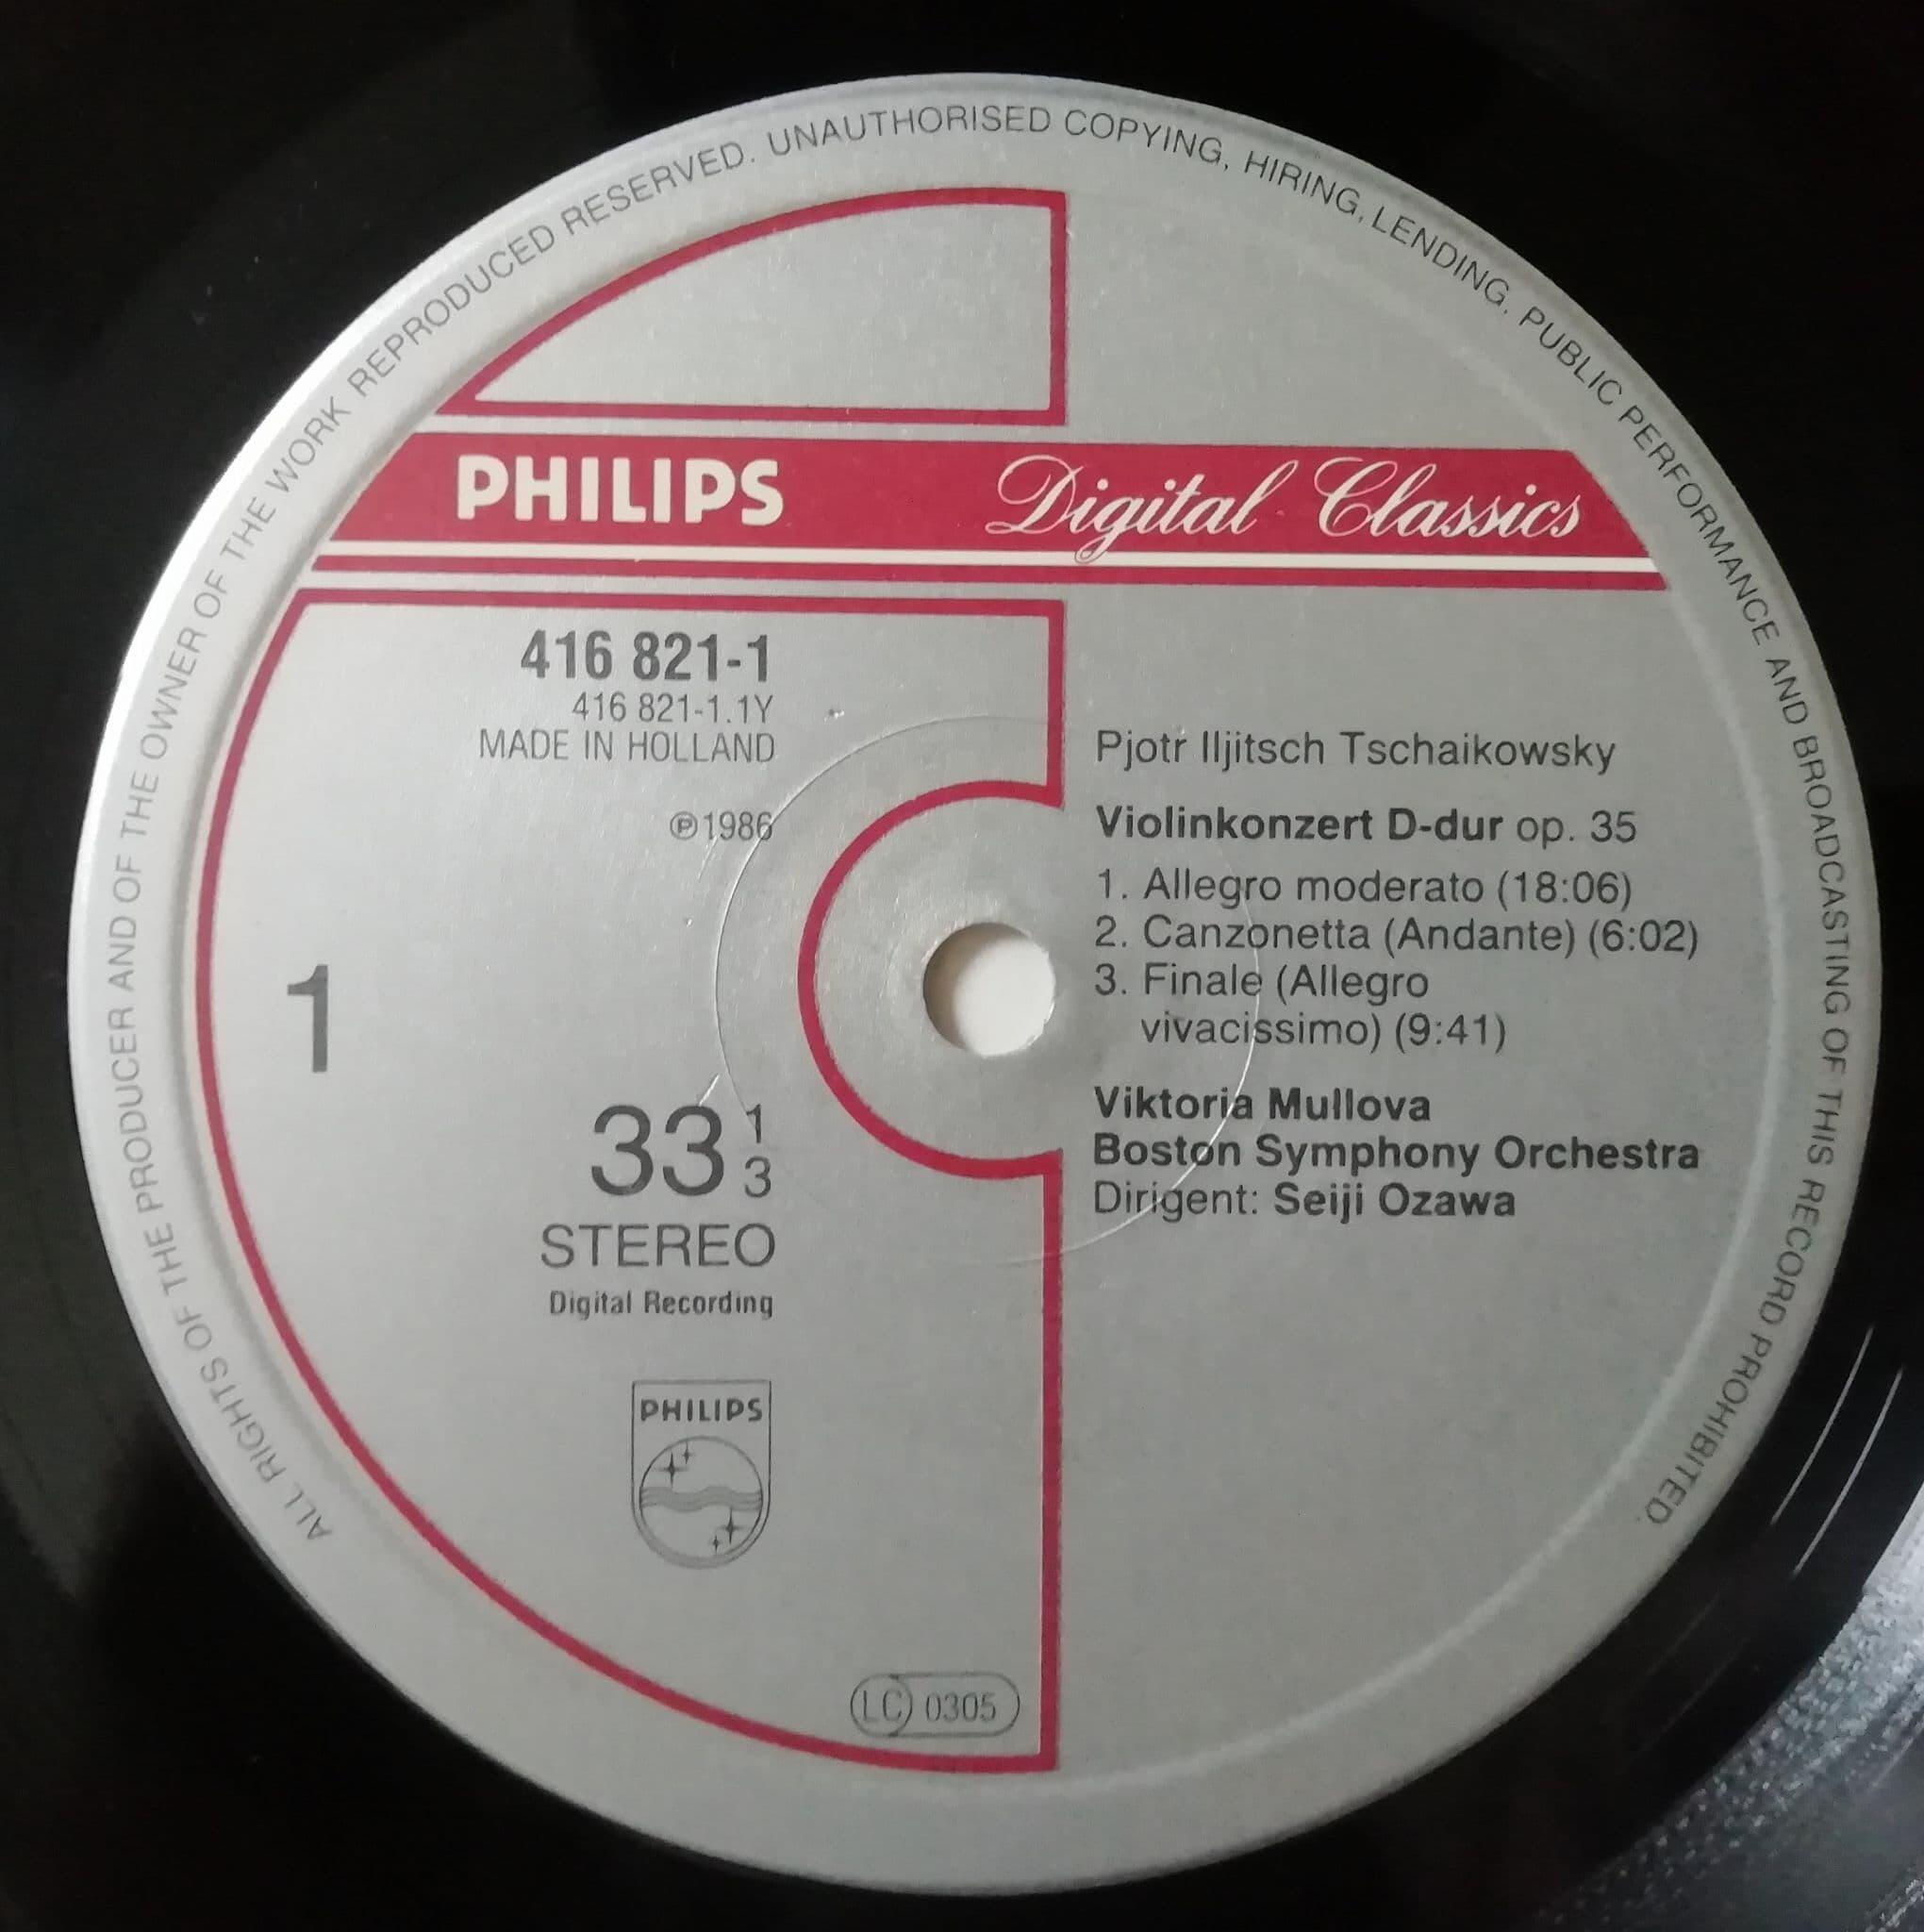 ALL RIGHTS OF THE PRODUCER AND OF THE OWNER OF THE WORK REPRODUCED RESERVED. UNAUTHORISED COPYING, HIRING, LENDING, PUBLIC PERFORMANCE AND BROADCASTING OF THIS RECORD PROHIBITED.
PHILIPS Digital Classics
416 821-1
416 821-1.1Y
MADE IN HOLLAND
℗1986
1
33 1/3
STEREO
Digital Recording
PHILIPS
LC 0305
Pjotr Iljitsch Tschaikowsky
Violinkonzert D-dur op. 35
1. Allegro moderato (18:06)
2. Canzonetta (Andante) (6:02)
3. Finale (Allegro
vivacissimo) (9:41)
Viktoria Mullova
Boston Symphony Orchestra
Dirigent: Seiji Ozawa